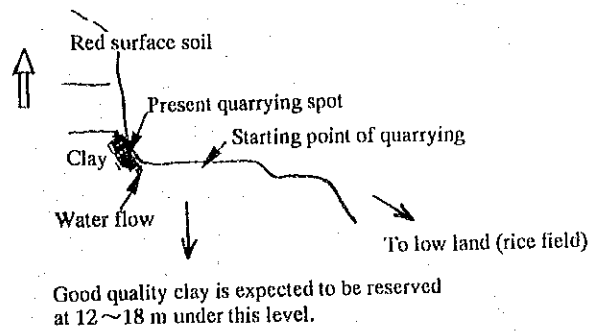 Red surface soil
Present quarrying spot
Starting point of quarrying
Clay
Water flow
To low land (rice field)
Good quality clay is expected to be reserved
at 12~18 m under this level.